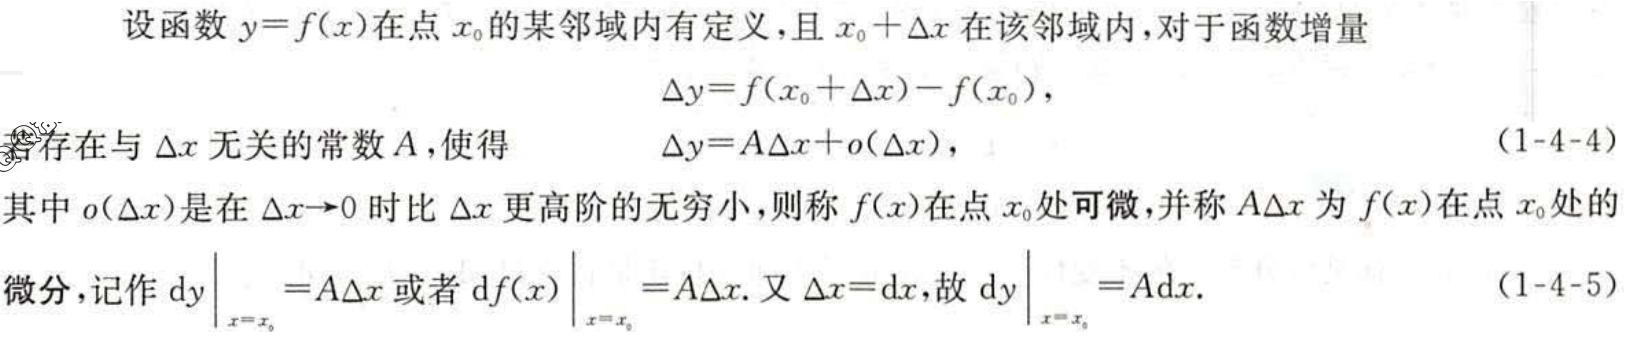 设函数 y=f(x)在点 x₀的某邻域内有定义,且 x₀+Δx 在该邻域内,对于函数增量
Δy=f(x₀+Δx)-f(x₀),
若存在与 Δx 无关的常数 A,使得 Δy=AΔx+o(Δx), (1-4-4)
其中 o(Δx)是在 Δx→0 时比 Δx 更高阶的无穷小,则称 f(x)在点 x₀处可微,并称 AΔx 为 f(x)在点 x₀处的
微分,记作 dy|ₓ₌ₓ₀=AΔx 或者 df(x)|ₓ₌ₓ₀=AΔx. 又 Δx=dx,故 dy|ₓ₌ₓ₀=Adx. (1-4-5)